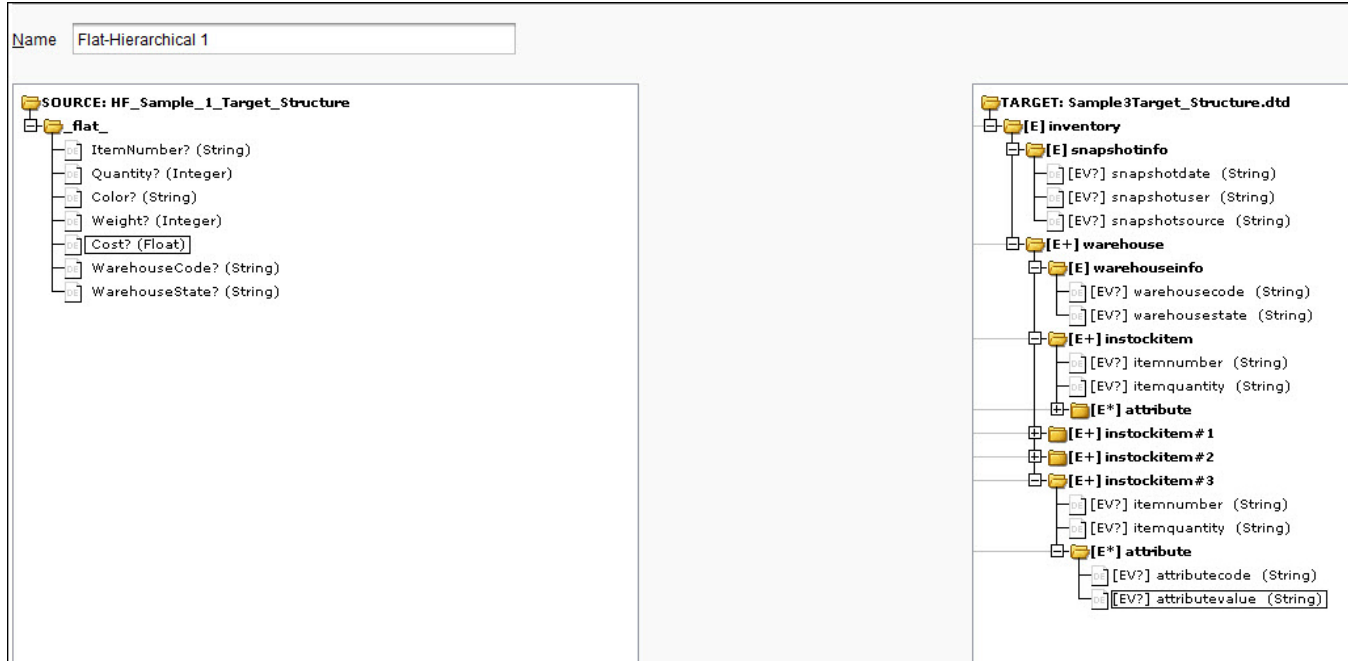 Name Flat-Hierarchical 1
SOURCE: HF_Sample_1_Target_Structure
_flat_
ItemNumber? (String)
Quantity? (Integer)
Color? (String)
Weight? (Integer)
Cost? (Float)
WarehouseCode? (String)
WarehouseState? (String)
TARGET: Sample3Target_Structure.dtd
[E] inventory
[E] snapshotinfo
[EV?] snapshotdate (String)
[EV?] snapshotuser (String)
[EV?] snapshotsource (String)
[E+] warehouse
[E] warehouseinfo
[EV?] warehousecode (String)
[EV?] warehousestate (String)
[E+] instockitem
[EV?] itemnumber (String)
[EV?] itemquantity (String)
[E*] attribute
[E+] instockitem#1
[E+] instockitem#2
[E+] instockitem#3
[EV?] itemnumber (String)
[EV?] itemquantity (String)
[E*] attribute
[EV?] attributecode (String)
[EV?] attributevalue (String)